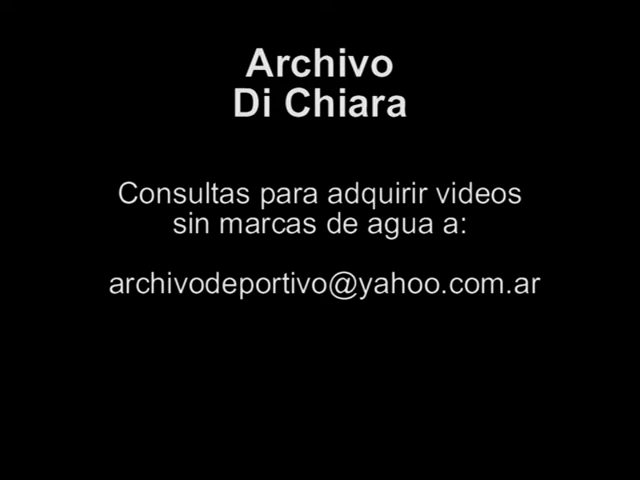 Archivo
Di Chiara
Consultas para adquirir videos
sin marcas de agua a:
archivodeportivo@yahoo.com.ar